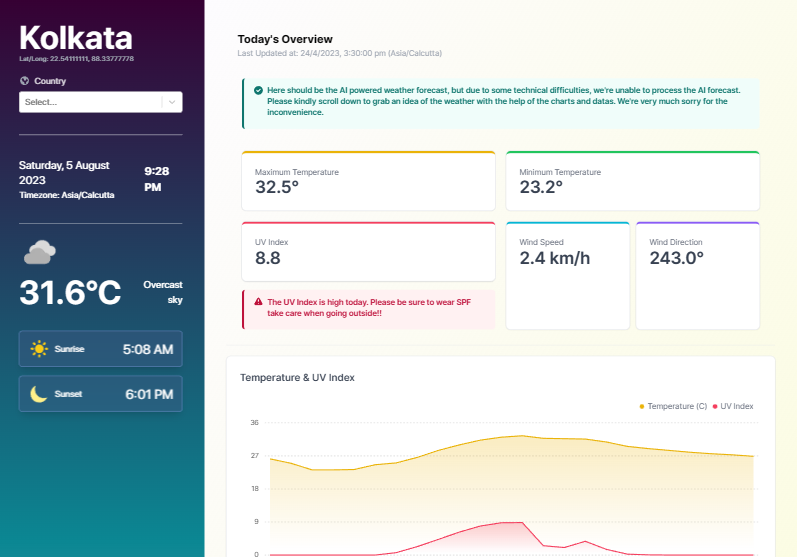 Kolkata
Lat/Long: 22.54111111, 88.33777778
Country
Select...
Saturday, 5 August
2023
9:28
PM
Timezone: Asia/Calcutta
31.6°C
Overcast
sky
Sunrise
5:08 AM
Sunset
6:01 PM
Today's Overview
Last Updated at: 24/4/2023, 3:30:00 pm (Asia/Calcutta)
Here should be the AI powered weather forecast, but due to some technical difficulties, we're unable to process the AI forecast.
Please kindly scroll down to grab an idea of the weather with the help of the charts and datas. We're very much sorry for the
inconvenience.
Maximum Temperature
32.5°
Minimum Temperature
23.2°
UV Index
8.8
Wind Speed
2.4 km/h
Wind Direction
243.0°
The UV Index is high today. Please be sure to wear SPF
take care when going outside!!
Temperature & UV Index
Temperature (C)
UV Index
36
27
18
9
0